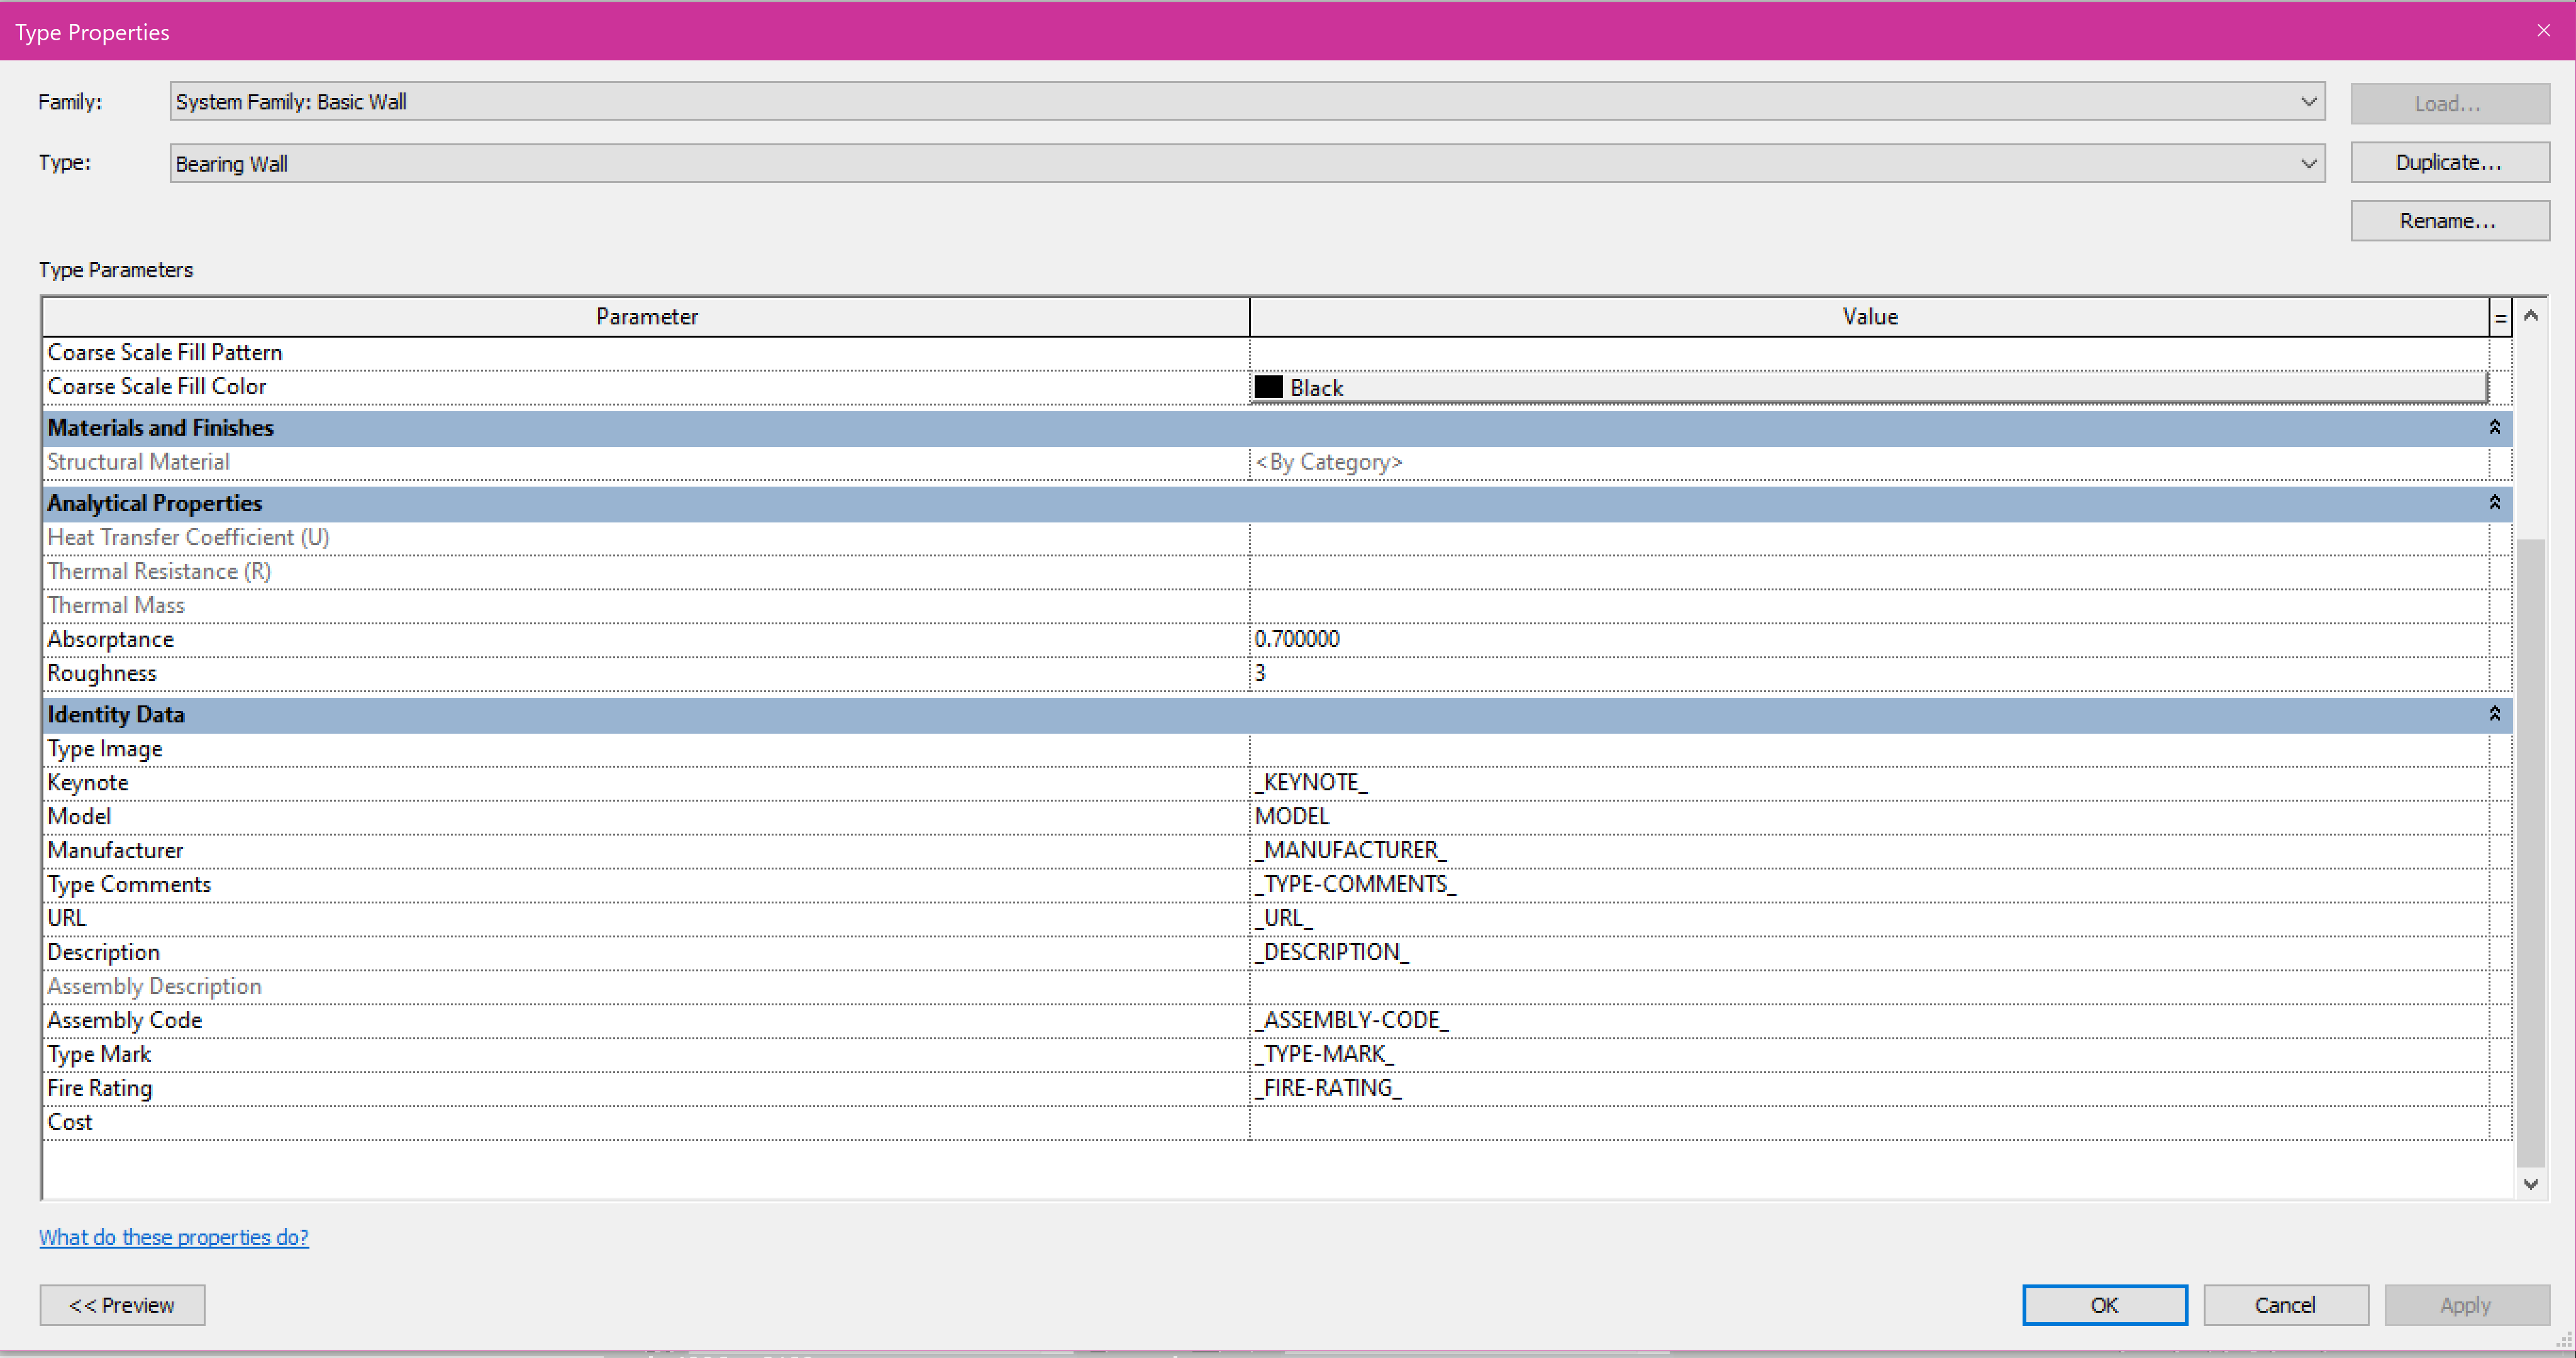 Type Properties
Family: System Family: Basic Wall Load...
Type: Bearing Wall Duplicate...
Rename...
Type Parameters
Parameter Value =
Coarse Scale Fill Pattern
Coarse Scale Fill Color Black
Materials and Finishes
Structural Material <By Category>
Analytical Properties
Heat Transfer Coefficient (U)
Thermal Resistance (R)
Thermal Mass
Absorptance 0.700000
Roughness 3
Identity Data
Type Image
Keynote _KEYNOTE_
Model MODEL
Manufacturer _MANUFACTURER_
Type Comments _TYPE-COMMENTS_
URL _URL_
Description _DESCRIPTION_
Assembly Description
Assembly Code _ASSEMBLY-CODE_
Type Mark _TYPE-MARK_
Fire Rating _FIRE-RATING_
Cost
What do these properties do?
<< Preview OK Cancel Apply